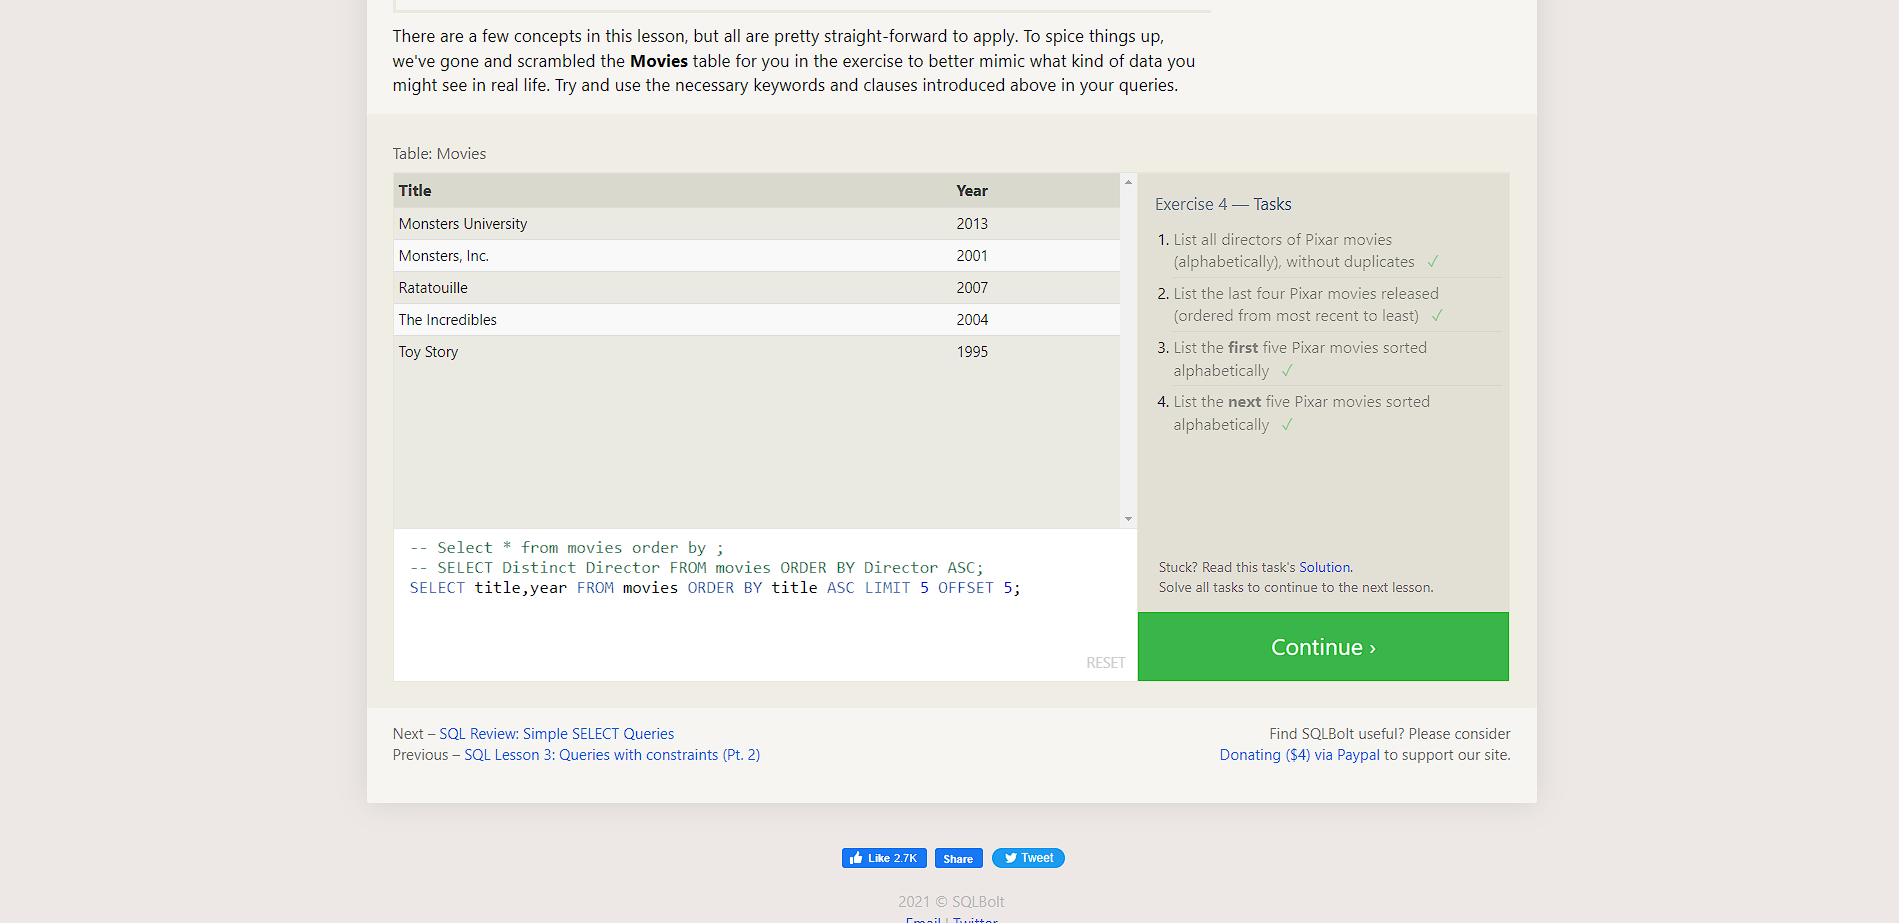 There are a few concepts in this lesson, but all are pretty straight-forward to apply. To spice things up,
we've gone and scrambled the Movies table for you in the exercise to better mimic what kind of data you
might see in real life. Try and use the necessary keywords and clauses introduced above in your queries.
Table: Movies
Title Year
Monsters University 2013
Monsters, Inc. 2001
Ratatouille 2007
The Incredibles 2004
Toy Story 1995
-- Select * from movies order by ;
-- SELECT Distinct Director FROM movies ORDER BY Director ASC;
SELECT title,year FROM movies ORDER BY title ASC LIMIT 5 OFFSET 5;
RESET
Exercise 4 — Tasks
1. List all directors of Pixar movies
(alphabetically), without duplicates ✓
2. List the last four Pixar movies released
(ordered from most recent to least) ✓
3. List the first five Pixar movies sorted
alphabetically ✓
4. List the next five Pixar movies sorted
alphabetically ✓
Stuck? Read this task's Solution.
Solve all tasks to continue to the next lesson.
Continue ›
Next – SQL Review: Simple SELECT Queries
Previous – SQL Lesson 3: Queries with constraints (Pt. 2)
Find SQLBolt useful? Please consider
Donating ($4) via Paypal to support our site.
Like 2.7K Share Tweet
2021 © SQLBolt
Email | Twitter